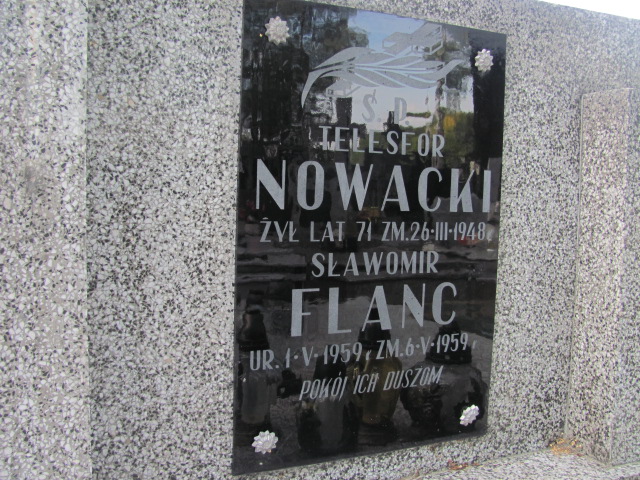 Ś. P.
TELESFOR
NOWACKI
ŻYŁ LAT 71 ZM. 26·III·1948
SŁAWOMIR
FLANC
UR. 1·V·1959, ZM. 6·V·1959
POKÓJ ICH DUSZOM